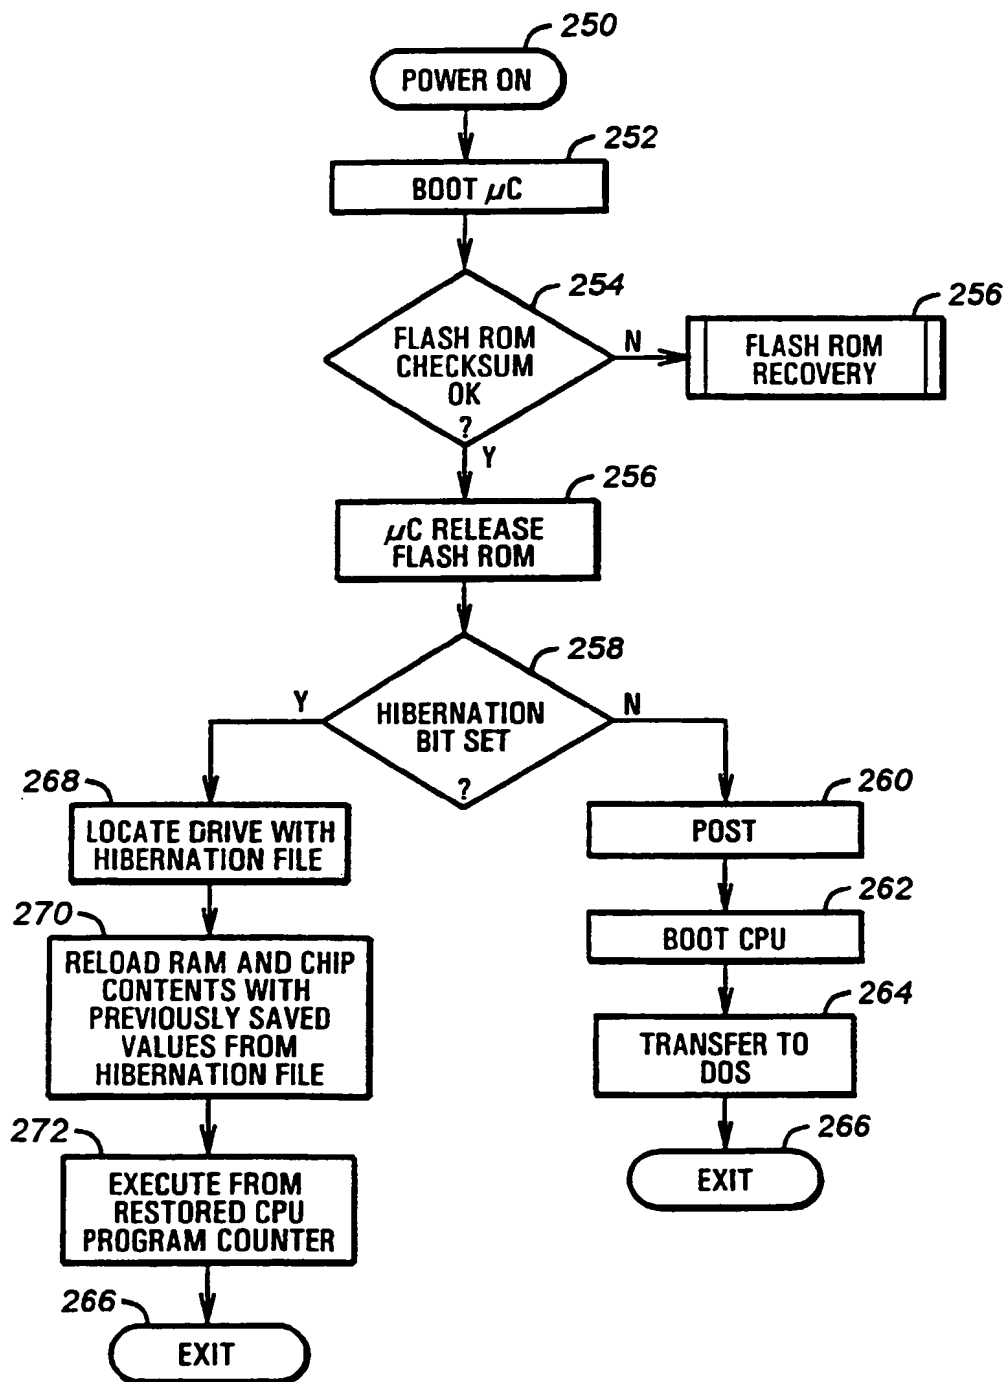 250
POWER ON
252
BOOT μC
254
FLASH ROM
CHECKSUM
OK
?
N
256
FLASH ROM
RECOVERY
Y
256
μC RELEASE
FLASH ROM
258
HIBERNATION
BIT SET
?
Y
N
268
LOCATE DRIVE WITH
HIBERNATION FILE
270
RELOAD RAM AND CHIP
CONTENTS WITH
PREVIOUSLY SAVED
VALUES FROM
HIBERNATION FILE
272
EXECUTE FROM
RESTORED CPU
PROGRAM COUNTER
266
EXIT
260
POST
262
BOOT CPU
264
TRANSFER TO
DOS
266
EXIT